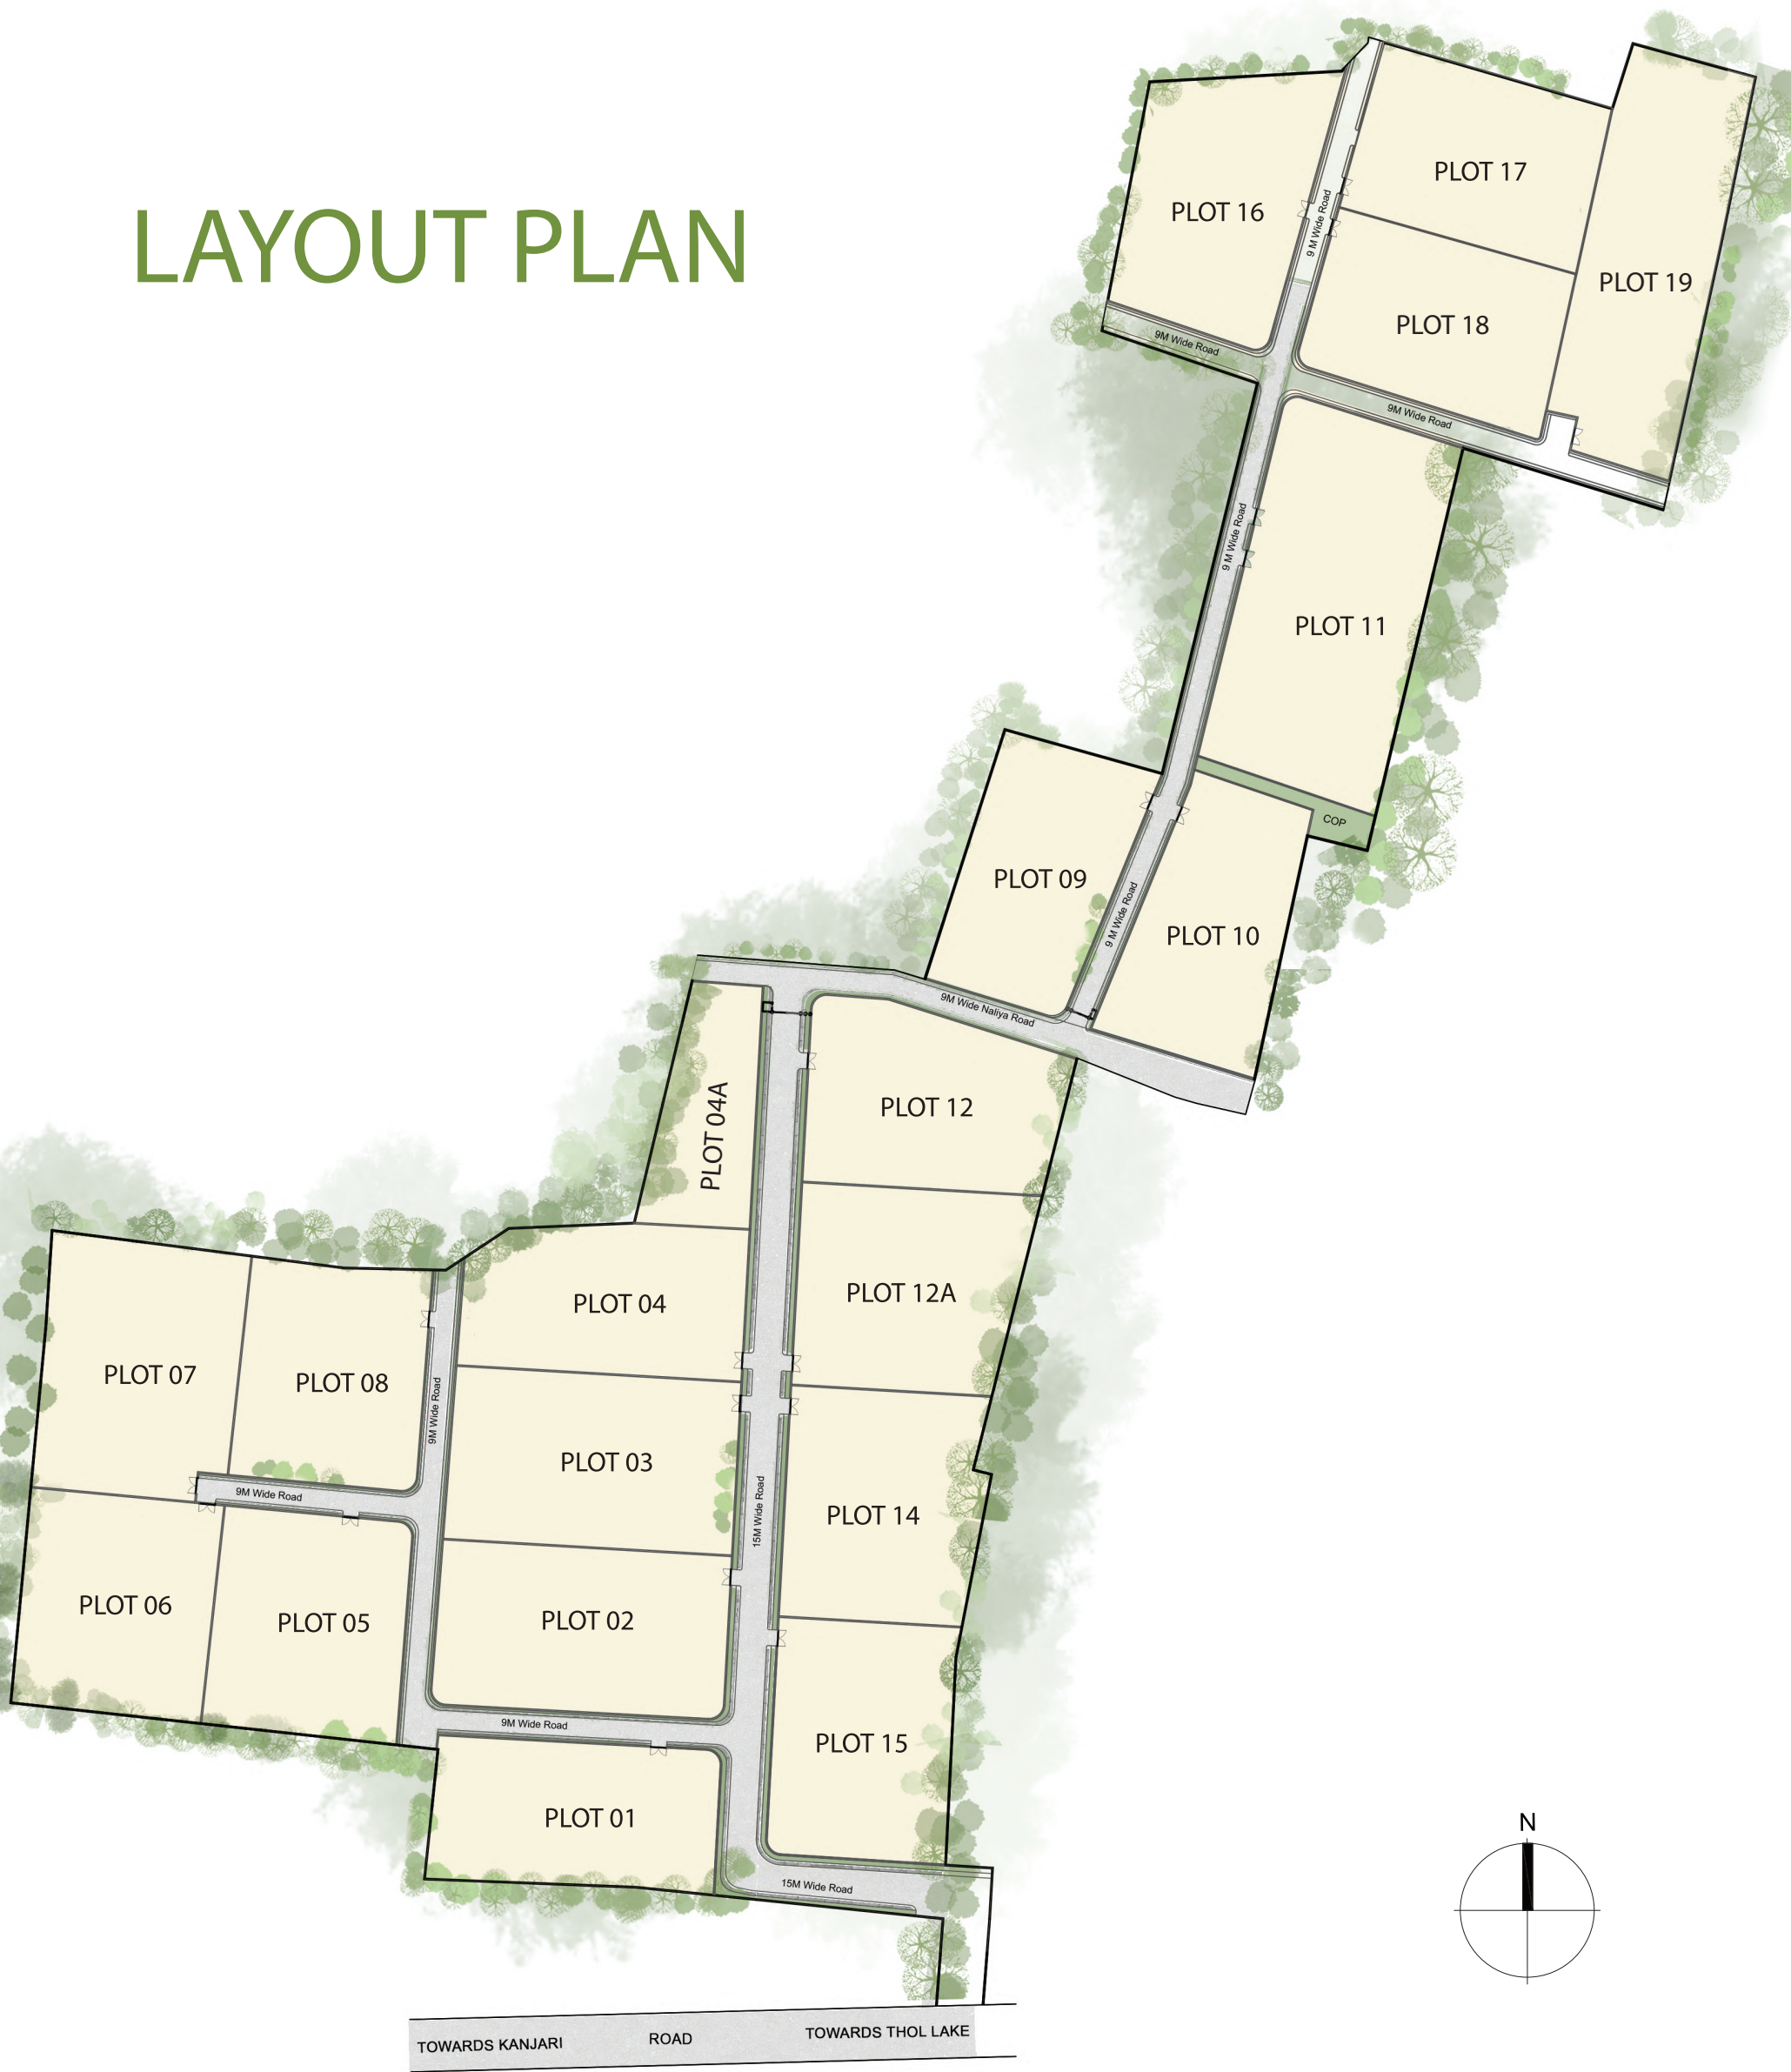 LAYOUT PLAN
PLOT 16
PLOT 17
PLOT 19
PLOT 18
9 M Wide Road
9M Wide Road
9M Wide Road
9 M Wide Road
PLOT 11
COP
PLOT 09
PLOT 10
9 M Wide Road
9M Wide Naliya Road
PLOT 04A
PLOT 12
PLOT 12A
PLOT 04
PLOT 07
PLOT 08
9M Wide Road
PLOT 03
9M Wide Road
15M Wide Road
PLOT 14
PLOT 06
PLOT 05
PLOT 02
9M Wide Road
PLOT 15
PLOT 01
15M Wide Road
N
TOWARDS KANJARI ROAD TOWARDS THOL LAKE